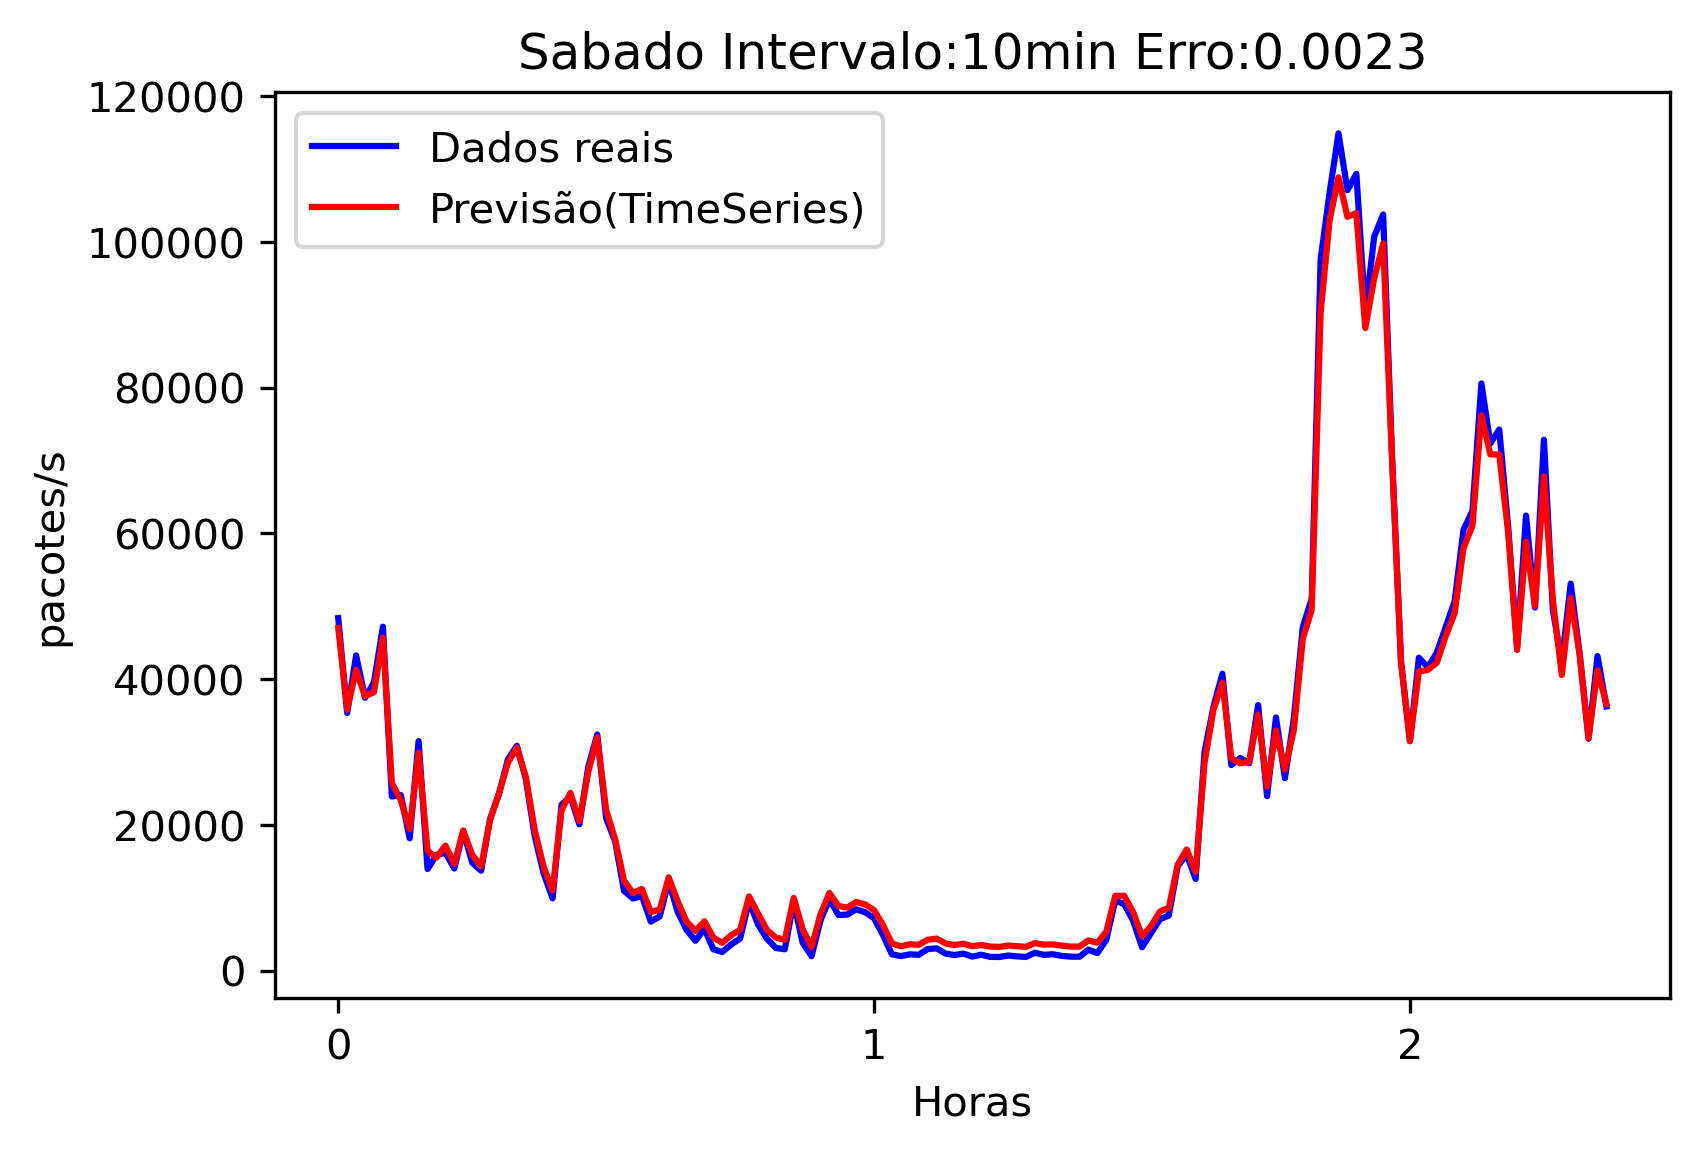 Sabado Intervalo:10min Erro:0.0023
120000
100000
80000
60000
40000
20000
0
pacotes/s
Dados reais
Previsão(TimeSeries)
0 1 2
Horas